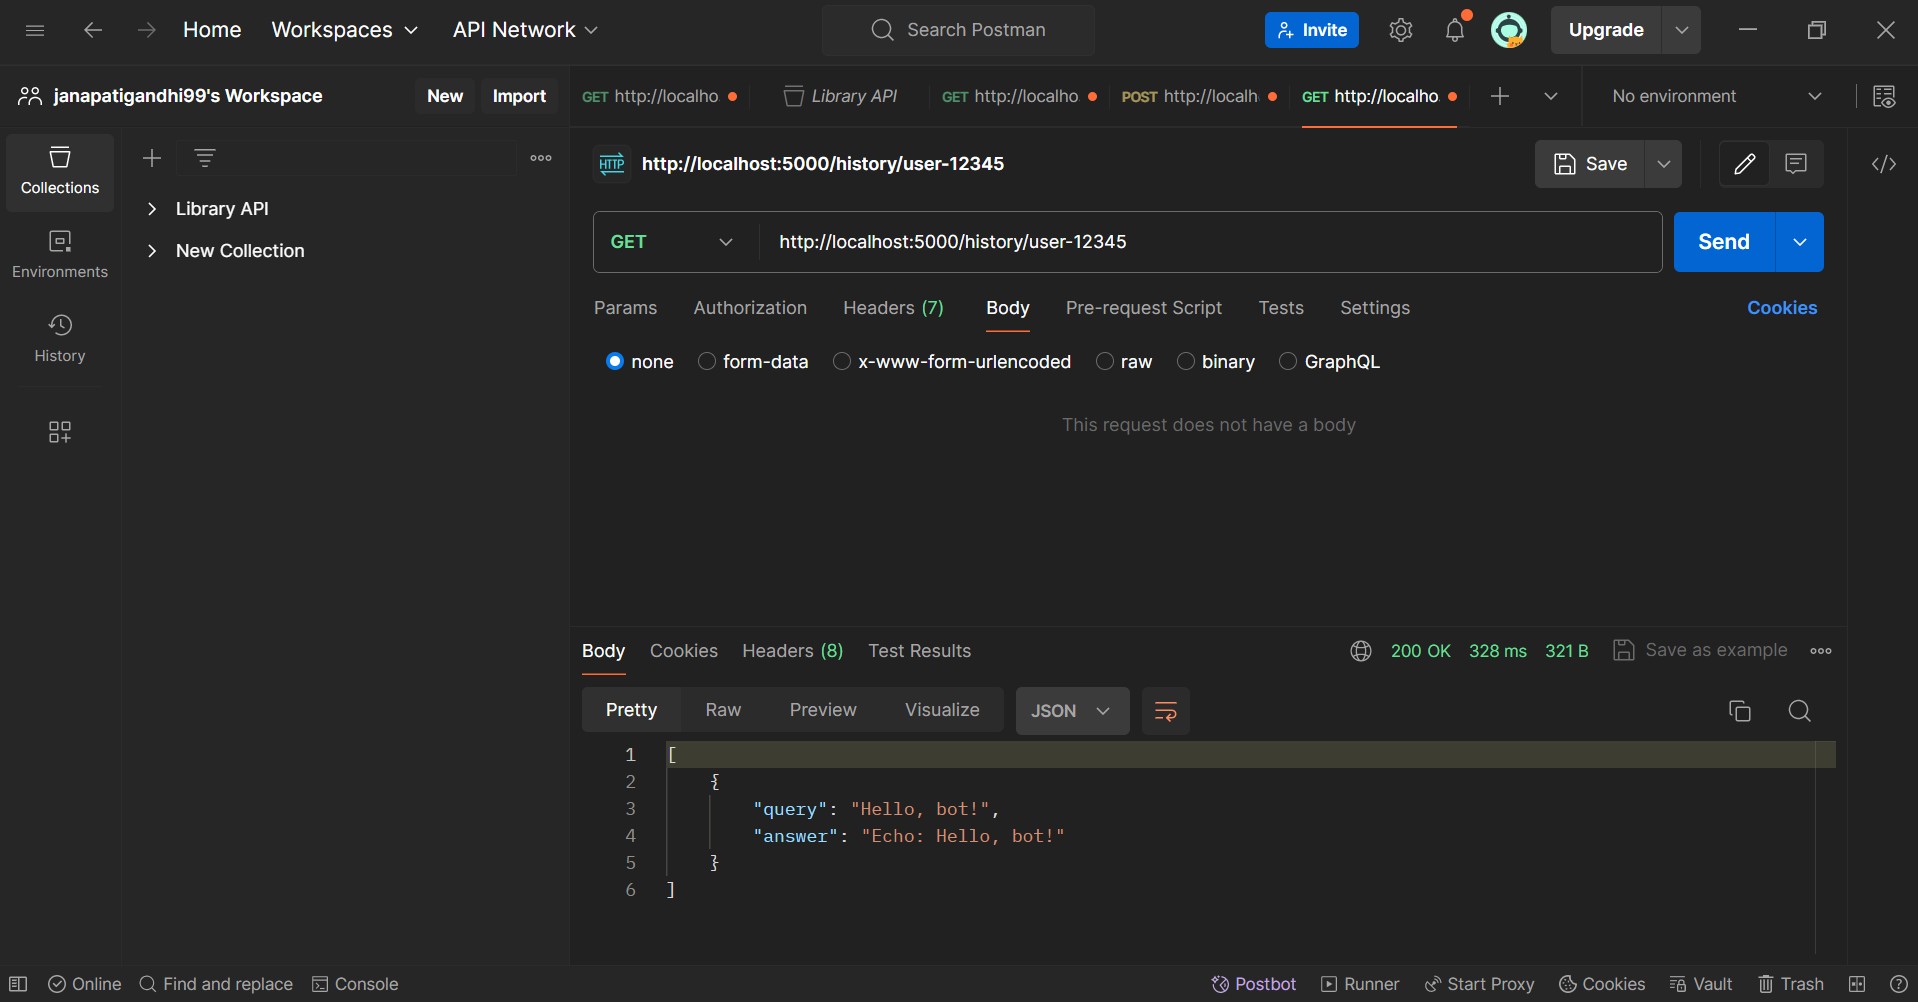 Home Workspaces API Network Search Postman Invite Upgrade
janapatigandhi99's Workspace New Import
GET http://localho. Library API GET http://localho. POST http://localh GET http://localho. No environment
Collections
Environments
History
Library API
New Collection
HTTP http://localhost:5000/history/user-12345 Save
GET http://localhost:5000/history/user-12345 Send
Params Authorization Headers (7) Body Pre-request Script Tests Settings Cookies
none form-data x-www-form-urlencoded raw binary GraphQL
This request does not have a body
Body Cookies Headers (8) Test Results 200 OK 328 ms 321 B Save as example
Pretty Raw Preview Visualize JSON
1 [
2 {
3 "query": "Hello, bot!",
4 "answer": "Echo: Hello, bot!"
5 }
6 ]
Online Find and replace Console Postbot Runner Start Proxy Cookies Vault Trash